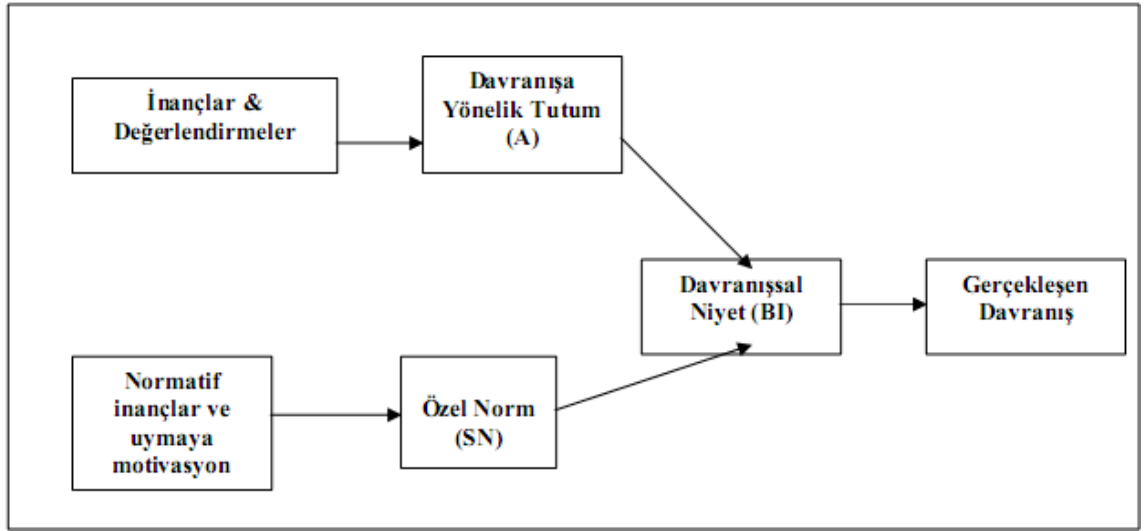 İnançlar &
Değerlendirmeler
Davranışa
Yönelik Tutum
(A)
Davranışsal
Niyet (BI)
Gerçekleşen
Davranış
Normatif
inançlar ve
uymaya
motivasyon
Özel Norm
(SN)